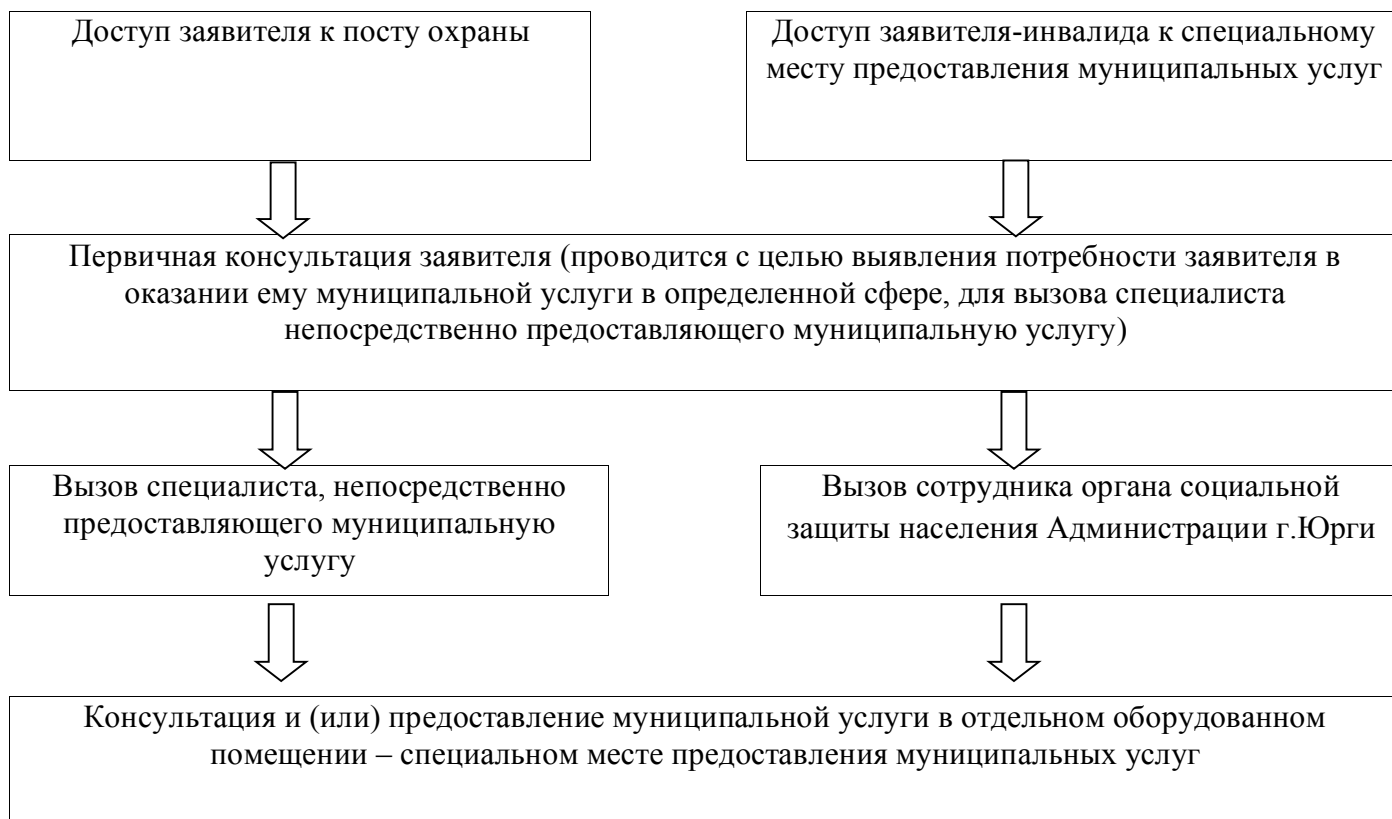 Доступ заявителя к посту охраны
Доступ заявителя-инвалида к специальному
месту предоставления муниципальных услуг
Первичная консультация заявителя (проводится с целью выявления потребности заявителя в
оказании ему муниципальной услуги в определенной сфере, для вызова специалиста
непосредственно предоставляющего муниципальную услугу)
Вызов специалиста, непосредственно
предоставляющего муниципальную
услугу
Вызов сотрудника органа социальной
защиты населения Администрации г.Юрги
Консультация и (или) предоставление муниципальной услуги в отдельном оборудованном
помещении – специальном месте предоставления муниципальных услуг